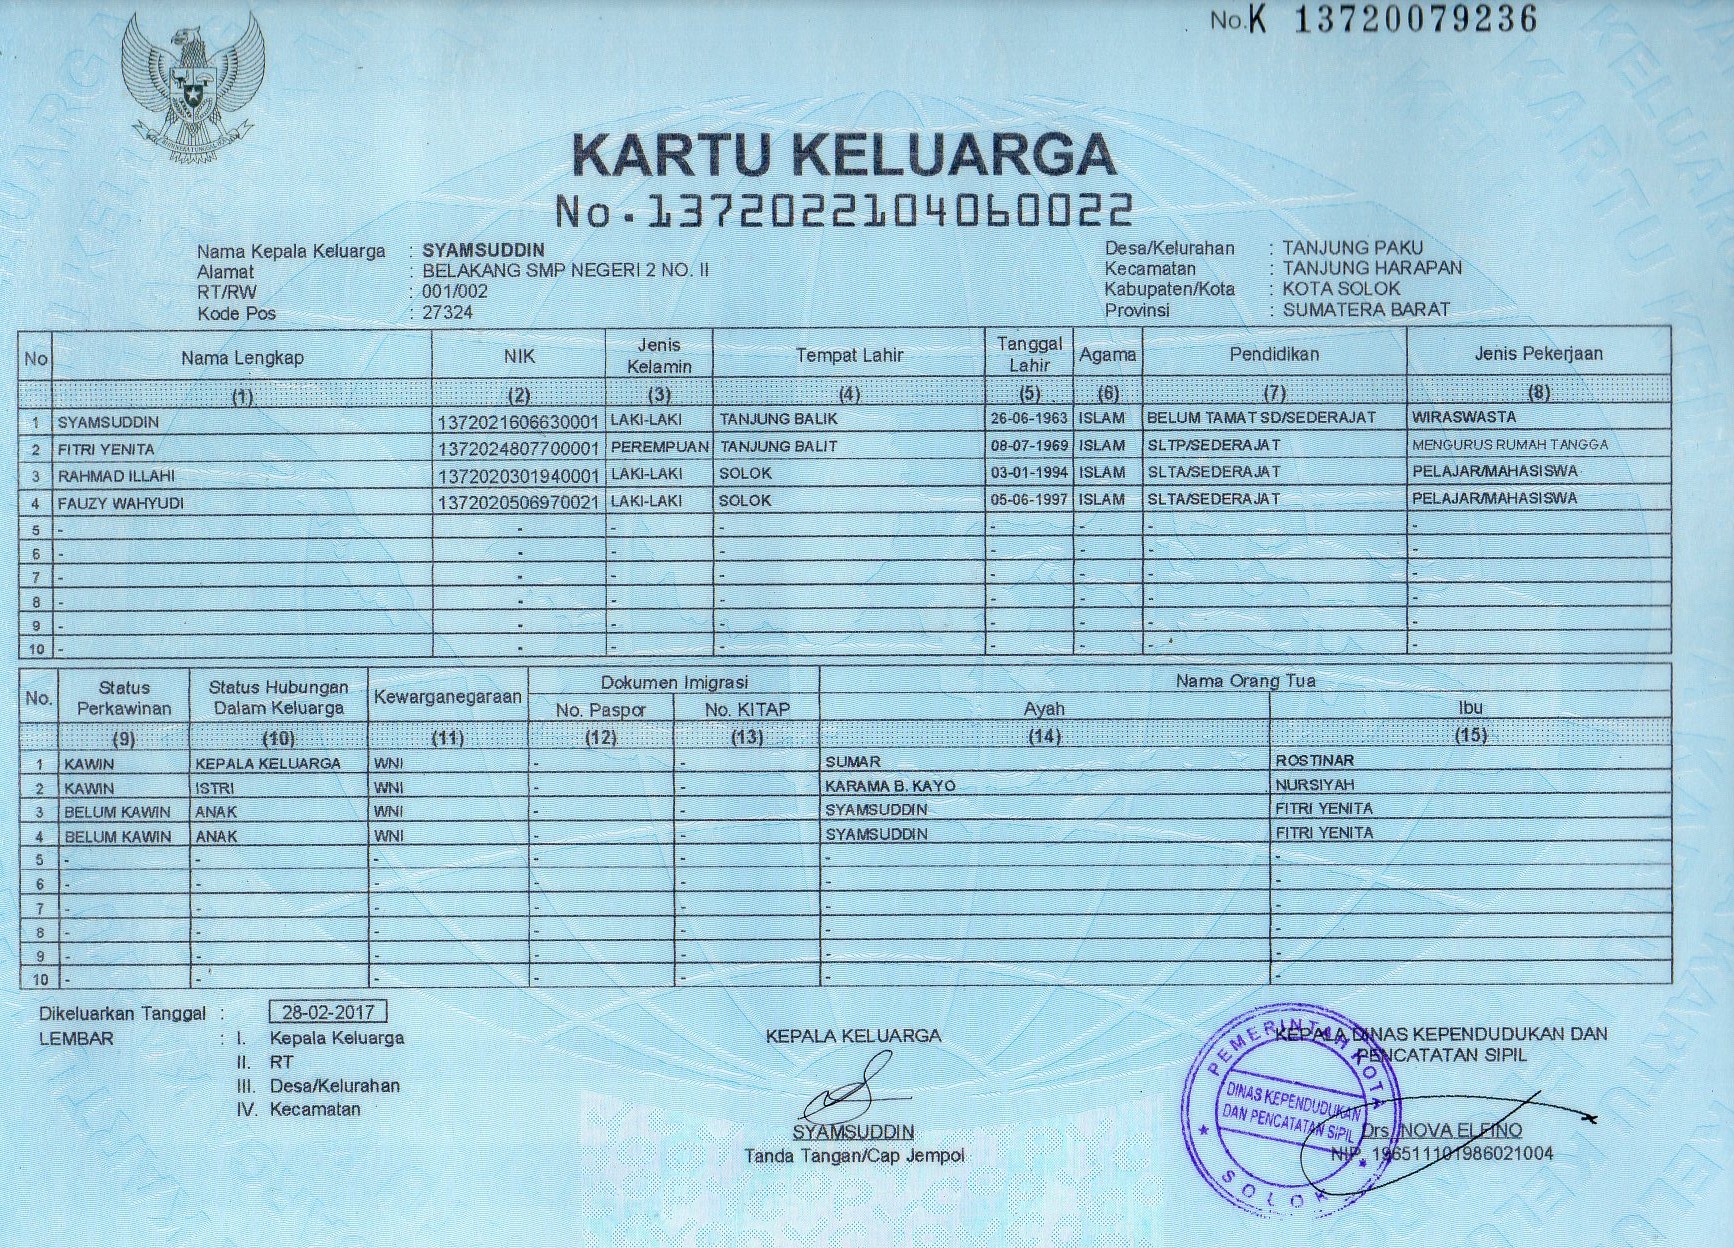 No.K 13720079236
KARTU KELUARGA
No.1372022104060022
Nama Kepala Keluarga : SYAMSUDDIN
Alamat : BELAKANG SMP NEGERI 2 NO. II
RT/RW : 001/002
Kode Pos : 27324
Desa/Kelurahan : TANJUNG PAKU
Kecamatan : TANJUNG HARAPAN
Kabupaten/Kota : KOTA SOLOK
Provinsi : SUMATERA BARAT
No Nama Lengkap NIK Jenis Kelamin Tempat Lahir Tanggal Lahir Agama Pendidikan Jenis Pekerjaan
(1) (2) (3) (4) (5) (6) (7) (8)
1 SYAMSUDDIN 1372021606630001 LAKI-LAKI TANJUNG BALIK 26-06-1963 ISLAM BELUM TAMAT SD/SEDERAJAT WIRASWASTA
2 FITRI YENITA 1372024807700001 PEREMPUAN TANJUNG BALIT 08-07-1969 ISLAM SLTP/SEDERAJAT MENGURUS RUMAH TANGGA
3 RAHMAD ILLAHI 1372020301940001 LAKI-LAKI SOLOK 03-01-1994 ISLAM SLTA/SEDERAJAT PELAJAR/MAHASISWA
4 FAUZY WAHYUDI 1372020506970021 LAKI-LAKI SOLOK 05-06-1997 ISLAM SLTA/SEDERAJAT PELAJAR/MAHASISWA
5 - - - - - - - -
6 - - - - - - - -
7 - - - - - - - -
8 - - - - - - - -
9 - - - - - - - -
10 - - - - - - - -
No. Status Perkawinan Status Hubungan Dalam Keluarga Kewarganegaraan Dokumen Imigrasi Nama Orang Tua
No. Paspor No. KITAP Ayah Ibu
(9) (10) (11) (12) (13) (14) (15)
1 KAWIN KEPALA KELUARGA WNI - - SUMAR ROSTINAR
2 KAWIN ISTRI WNI - - KARAMA B. KAYO NURSIYAH
3 BELUM KAWIN ANAK WNI - - SYAMSUDDIN FITRI YENITA
4 BELUM KAWIN ANAK WNI - - SYAMSUDDIN FITRI YENITA
5 - - - - - - -
6 - - - - - - -
7 - - - - - - -
8 - - - - - - -
9 - - - - - - -
10 - - - - - - -
Dikeluarkan Tanggal : 28-02-2017
LEMBAR : I. Kepala Keluarga
II. RT
III. Desa/Kelurahan
IV. Kecamatan
KEPALA KELUARGA
SYAMSUDDIN
Tanda Tangan/Cap Jempol
KEPALA DINAS KEPENDUDUKAN DAN
PENCATATAN SIPIL
PEMERINTAH KOTA
DINAS KEPENDUDUKAN
DAN PENCATATAN SIPIL
SOLOK
Drs. NOVA ELFINO
NIP. 196511101986021004